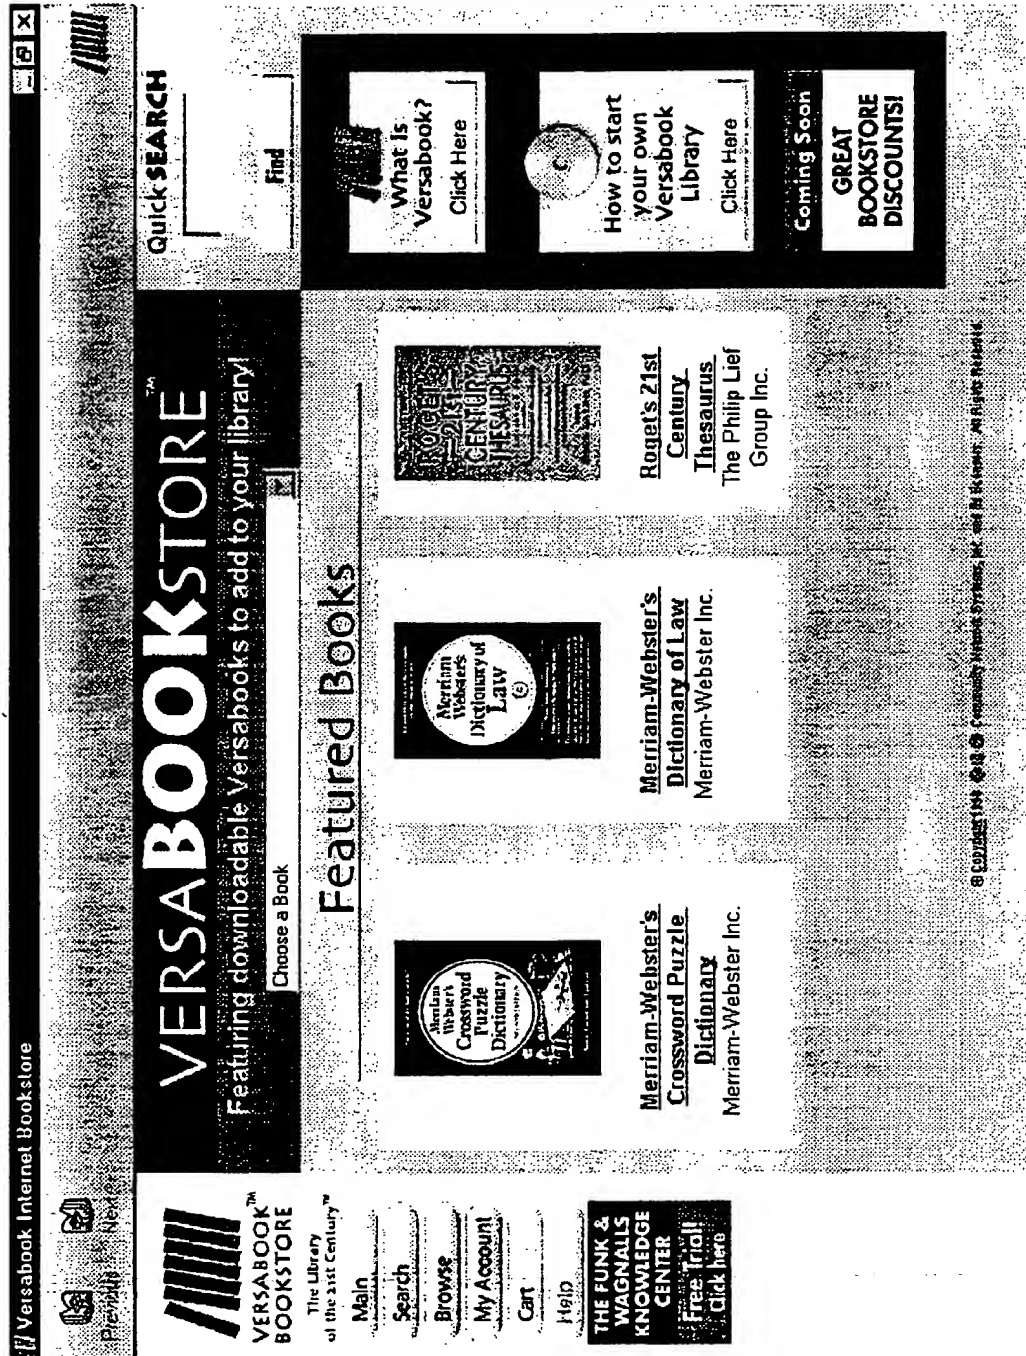 Versabook Internet Bookstore
Previous Next
VERSABOOK™
BOOKSTORE
The Library
of the 21st Century™
Main
Search
Browse
My Account
Cart
Help
THE FUNK &
WAGNALLS
KNOWLEDGE
CENTER
Free Trial!
Click here
VERSABOOKSTORE™
Featuring downloadable Versabooks to add to your library!
Choose a Book
Featured Books
Merriam
Webster's
Crossword
Puzzle
Dictionary
Merriam-Webster's
Crossword Puzzle
Dictionary
Merriam-Webster Inc.
Merriam
Webster's
Dictionary of
Law
Merriam-Webster's
Dictionary of Law
Merriam-Webster Inc.
ROGET'S
21ST
CENTURY
THESAURUS
Roget's 21st
Century
Thesaurus
The Philip Lief
Group Inc.
Quick SEARCH
Find
What Is
Versabook?
Click Here
How to start
your own
Versabook
Library
Click Here
Coming Soon
GREAT
BOOKSTORE
DISCOUNTS!
© Copyright All Rights Reserved.